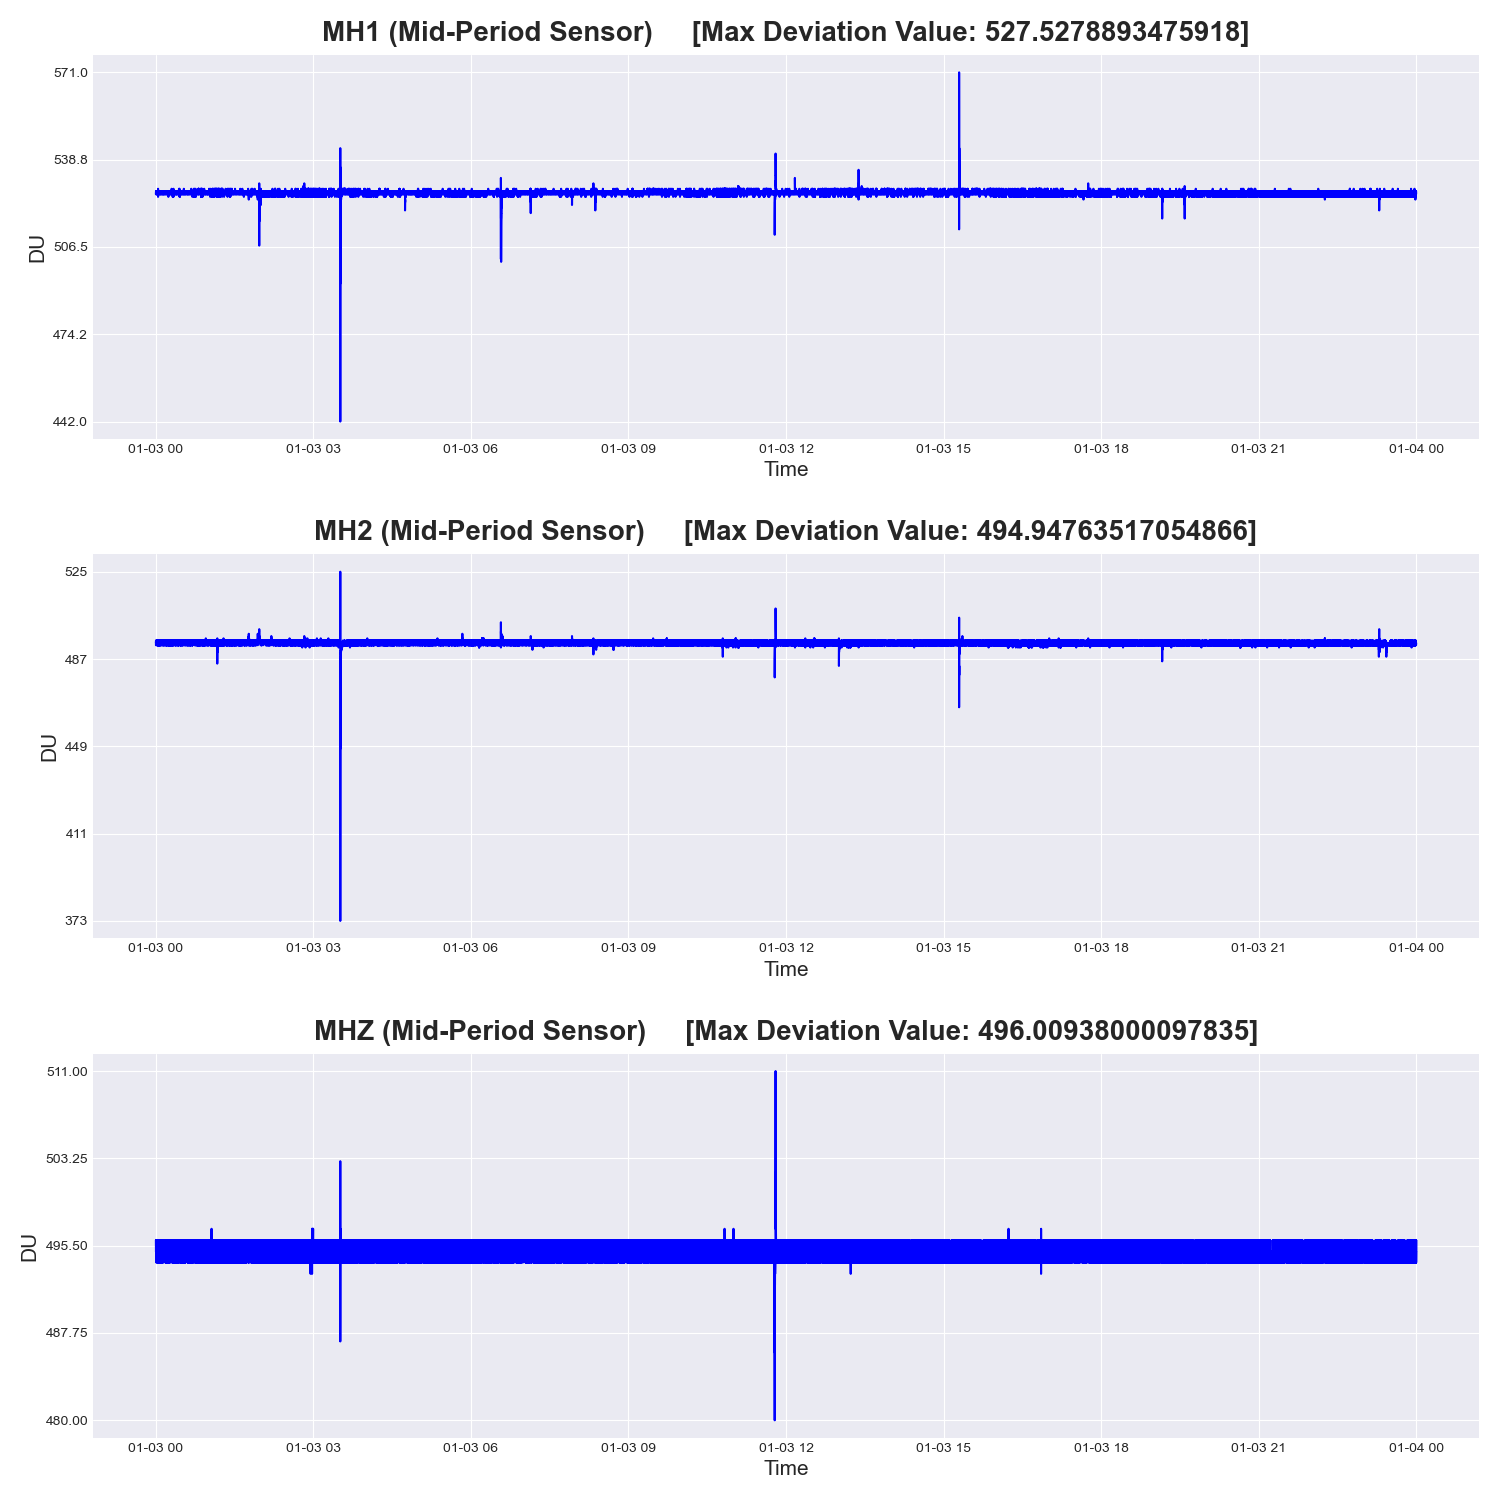 MH1 (Mid-Period Sensor) [Max Deviation Value: 527.5278893475918]
571.0
538.8
506.5
474.2
442.0
DU
01-03 00 01-03 03 01-03 06 01-03 09 01-03 12 01-03 15 01-03 18 01-03 21 01-04 00
Time
MH2 (Mid-Period Sensor) [Max Deviation Value: 494.94763517054866]
525
487
449
411
373
DU
01-03 00 01-03 03 01-03 06 01-03 09 01-03 12 01-03 15 01-03 18 01-03 21 01-04 00
Time
MHZ (Mid-Period Sensor) [Max Deviation Value: 496.00938000097835]
511.00
503.25
495.50
487.75
480.00
DU
01-03 00 01-03 03 01-03 06 01-03 09 01-03 12 01-03 15 01-03 18 01-03 21 01-04 00
Time